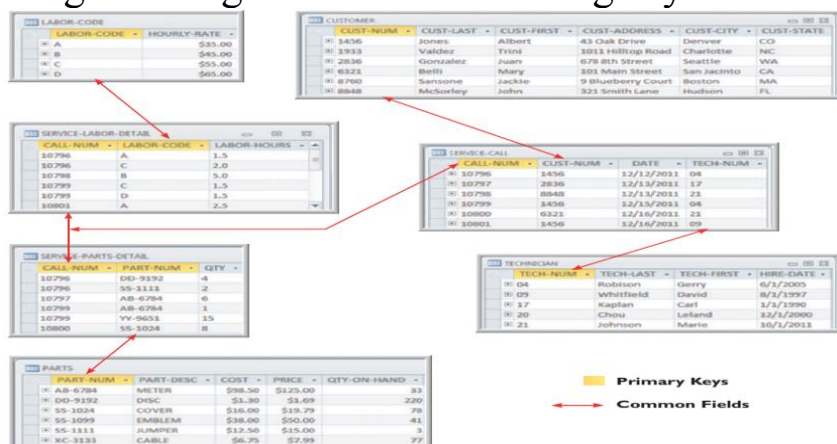 LABOR-CODE
LABOR-CODE HOURLY-RATE
A $35.00
B $45.00
C $55.00
D $65.00
CUSTOMER
CUST-NUM CUST-LAST CUST-FIRST CUST-ADDRESS CUST-CITY CUST-STATE
1456 Jones Albert 43 Oak Drive Denver CO
1933 Valdez Trini 1011 Hilltop Road Charlotte NC
2836 Gonzalez Juan 678 8th Street Seattle WA
6321 Belli Mary 101 Main Street San Jacinto CA
8760 Sansone Jackie 9 Blueberry Court Boston MA
8848 McSorley John 321 Smith Lane Hudson FL
SERVICE-LABOR-DETAIL
CALL-NUM LABOR-CODE LABOR-HOURS
10796 A 1.5
10796 C 2.0
10798 B 5.0
10799 C 1.5
10799 D 1.5
10801 A 2.5
SERVICE-CALL
CALL-NUM CUST-NUM DATE TECH-NUM
10796 1456 12/12/2011 04
10797 2836 12/13/2011 17
10798 8848 12/13/2011 21
10799 1456 12/15/2011 04
10800 6321 12/16/2011 21
10801 1456 12/16/2011 09
SERVICE-PARTS-DETAIL
CALL-NUM PART-NUM QTY
10796 DD-9192 4
10796 SS-1111 2
10797 AB-6784 6
10799 AB-6784 1
10799 YY-9651 15
10800 SS-1024 8
TECHNICIAN
TECH-NUM TECH-LAST TECH-FIRST HIRE-DATE
04 Robison Gerry 6/1/2005
09 Whitfield David 8/1/1997
17 Kaplan Carl 1/1/1990
20 Chou Leland 12/1/2000
21 Johnson Marie 10/1/2011
PARTS
PART-NUM PART-DESC COST PRICE QTY-ON-HAND
AB-6784 METER $98.50 $125.00 33
DD-9192 DISC $1.30 $1.69 220
SS-1024 COVER $16.00 $19.79 78
SS-1099 EMBLEM $38.00 $50.00 41
SS-1111 JUMPER $12.50 $15.00 3
XC-3133 CABLE $6.75 $7.99 77
Primary Keys
Common Fields